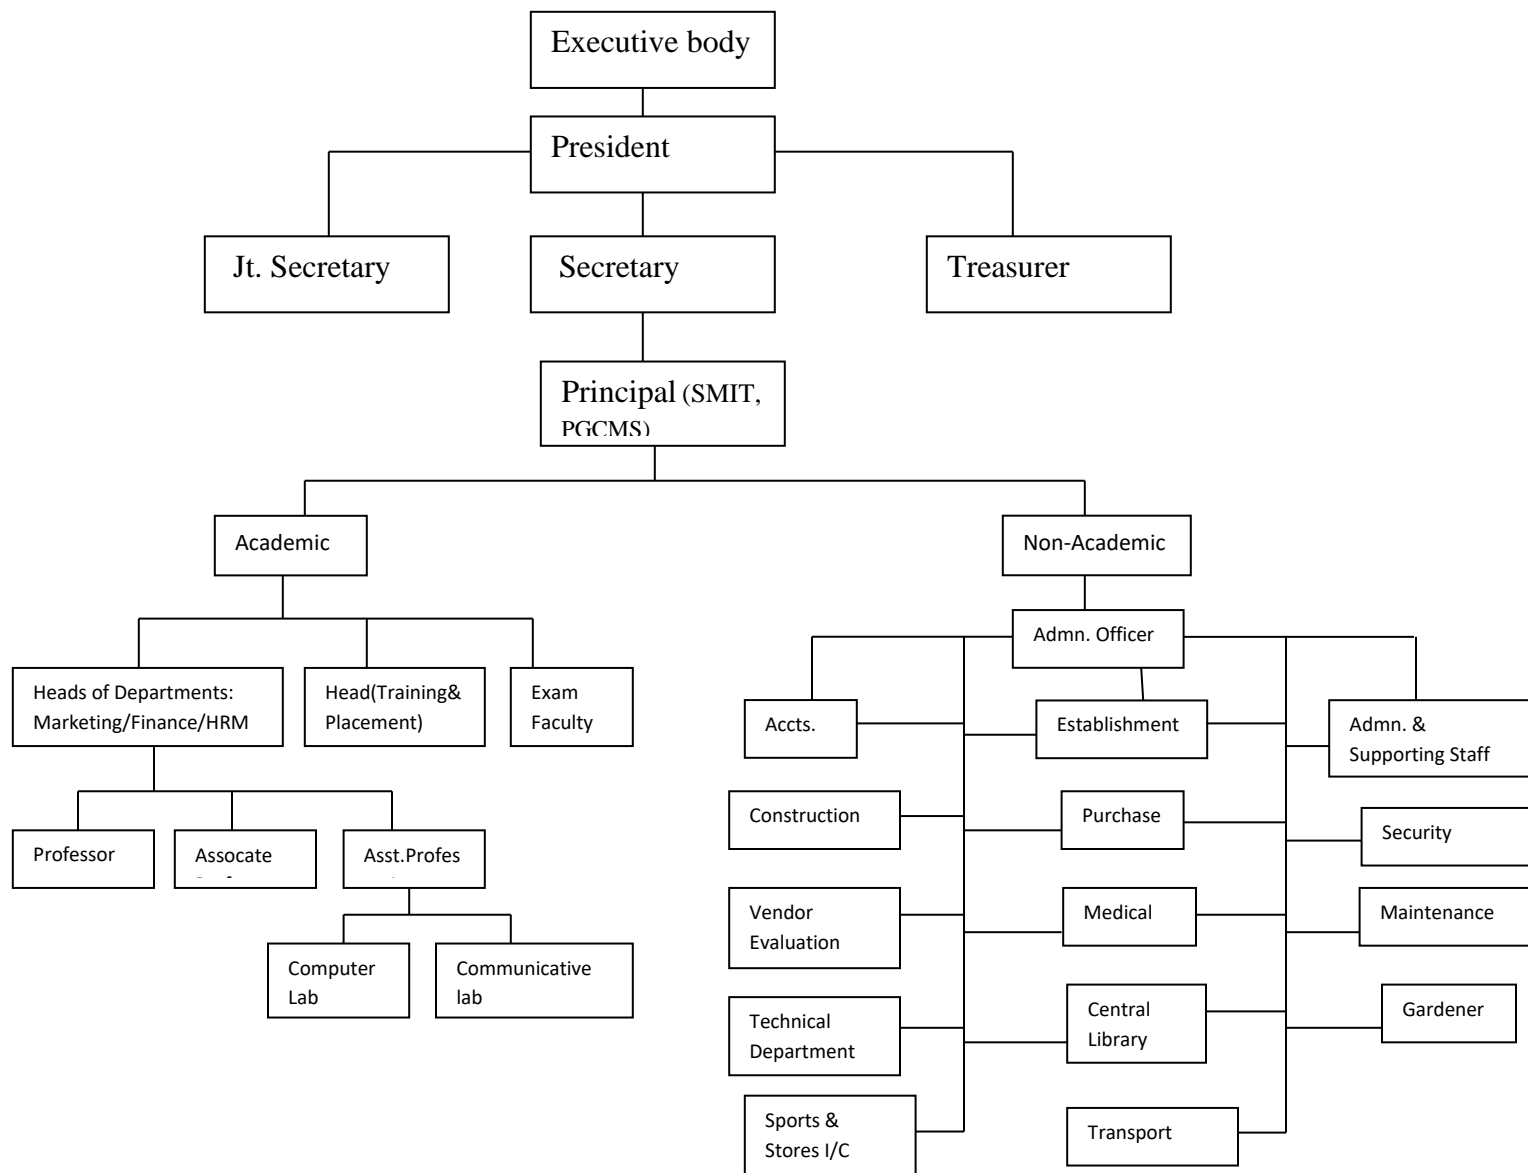 Executive body
President
Jt. Secretary
Secretary
Treasurer
Principal (SMIT,
PGCMS)
Academic
Non-Academic
Admn. Officer
Heads of Departments:
Marketing/Finance/HRM
Head(Training&
Placement)
Exam
Faculty
Accts.
Establishment
Admn. &
Supporting Staff
Construction
Purchase
Security
Professor
Assocate
Asst.Profes
Vendor
Evaluation
Medical
Maintenance
Computer
Lab
Communicative
lab
Technical
Department
Central
Library
Gardener
Sports &
Stores I/C
Transport